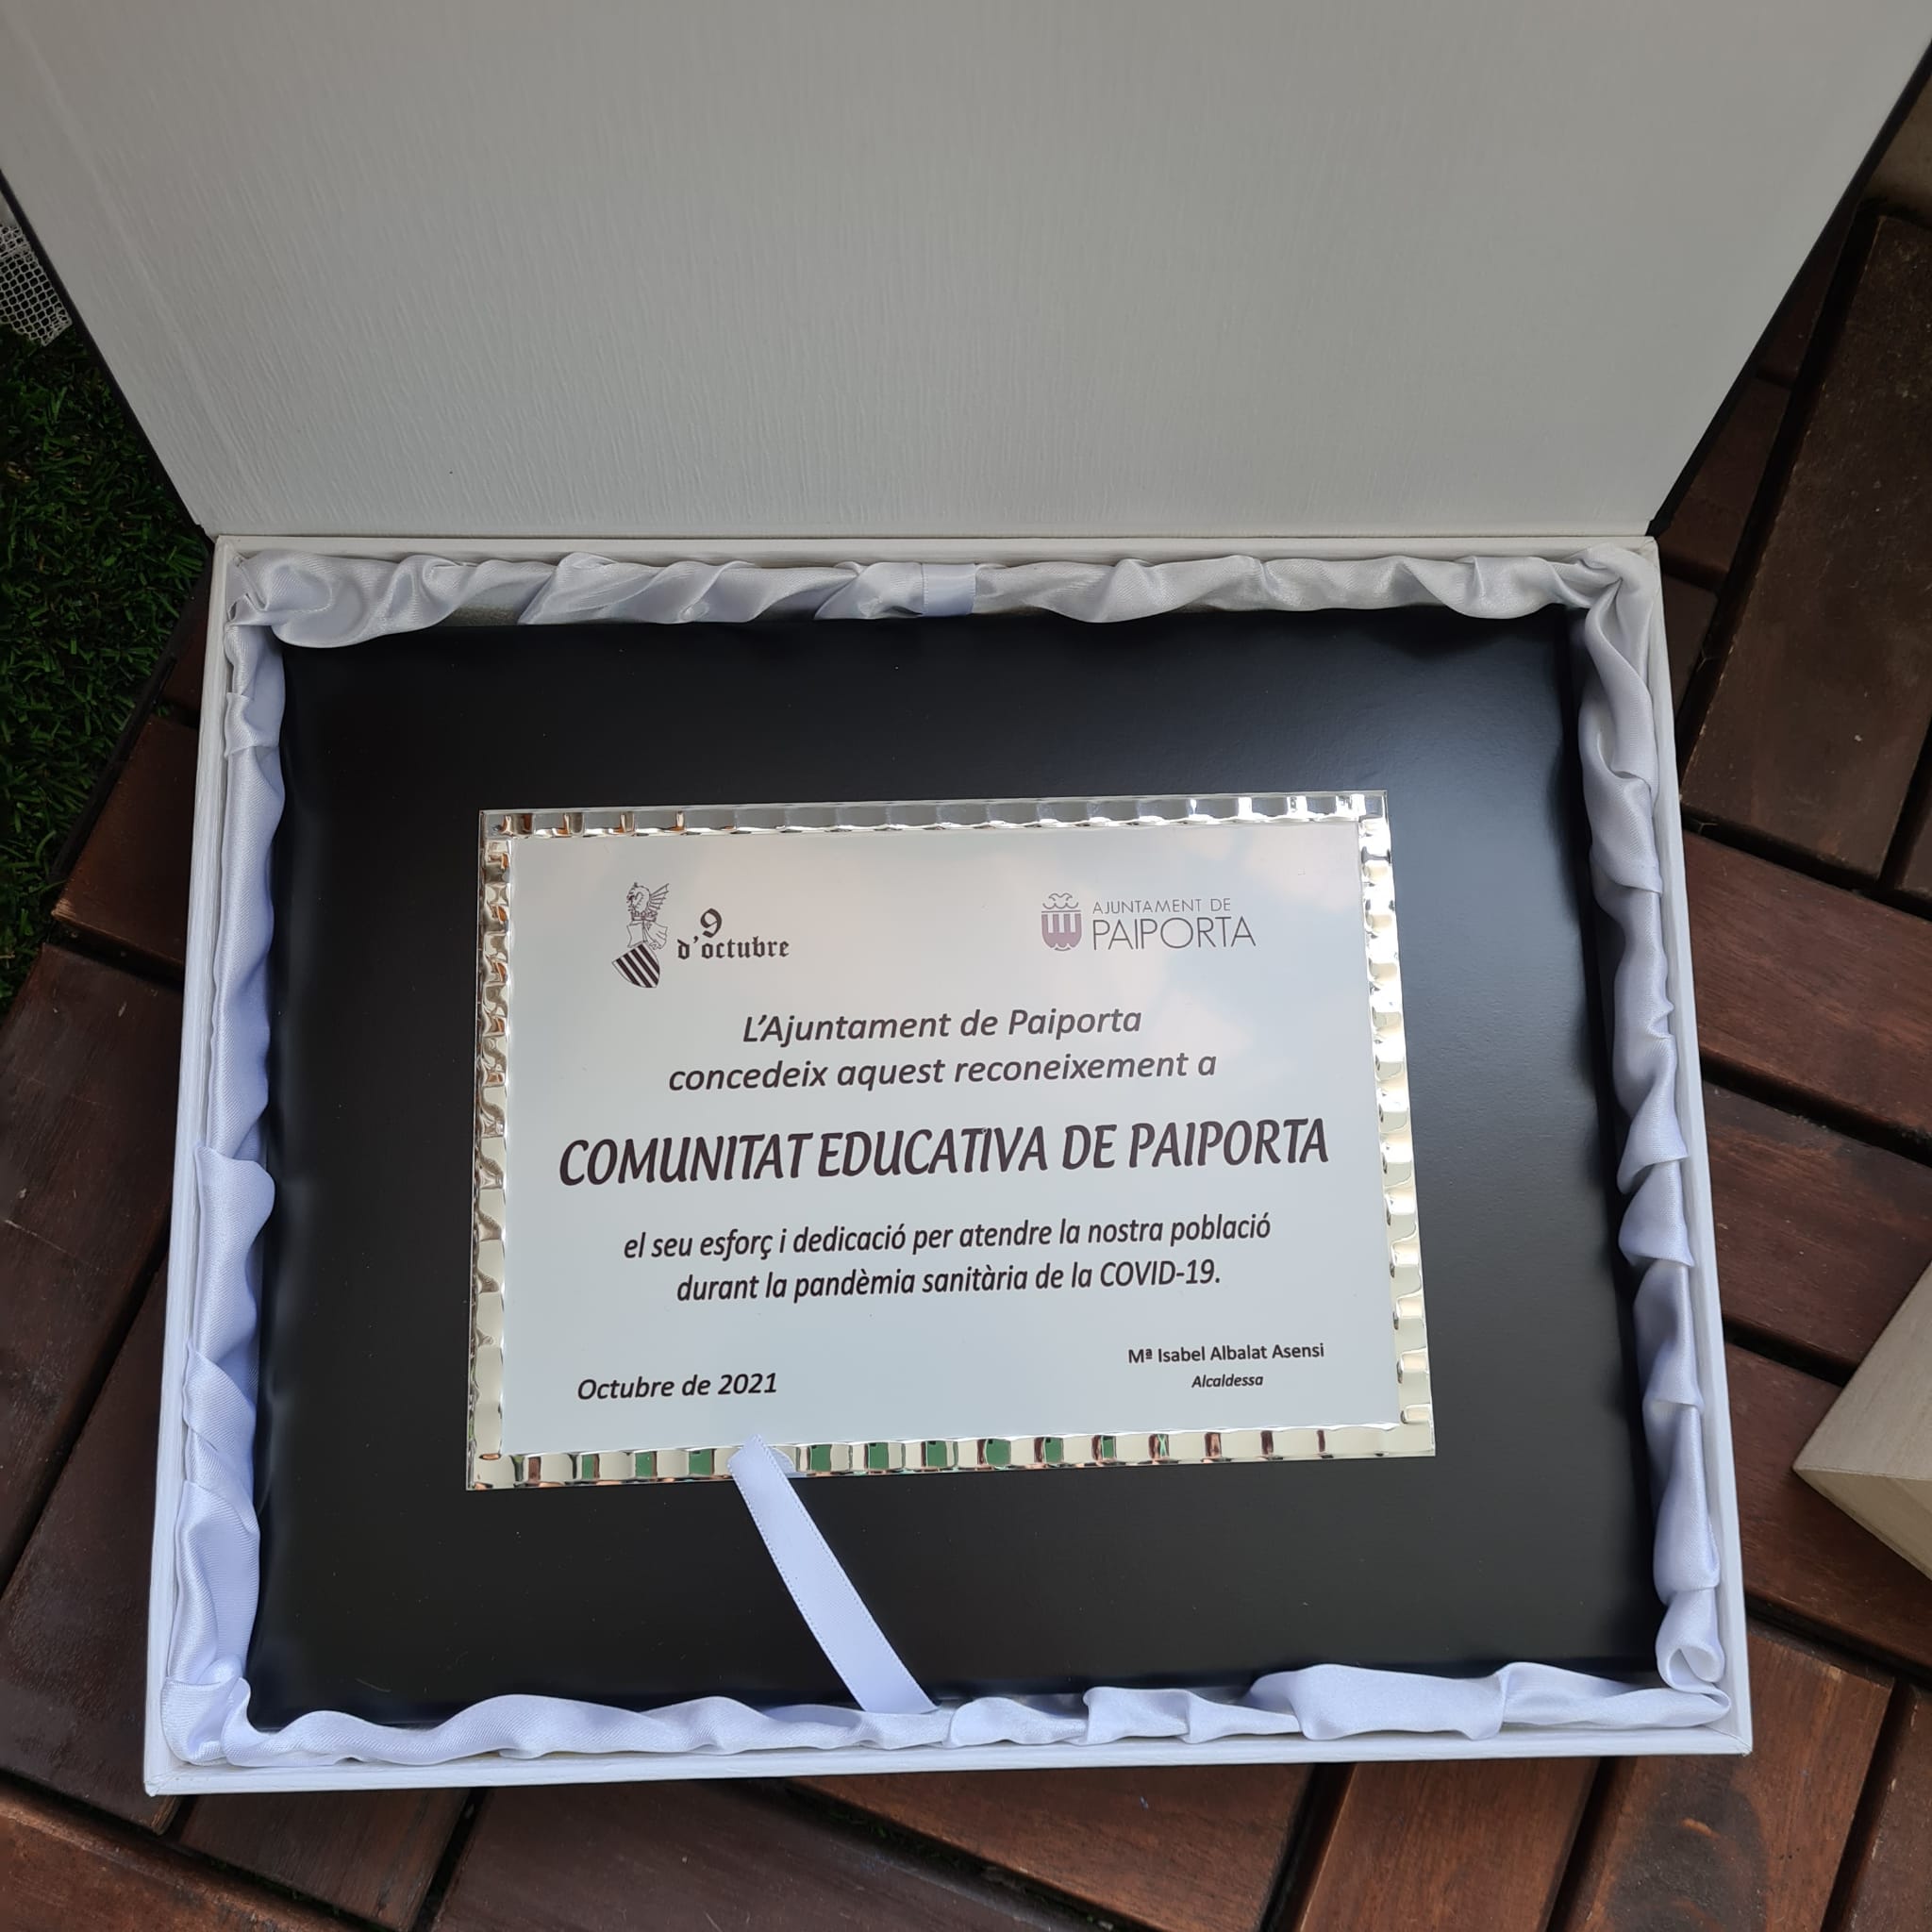 9
d'octubre
AJUNTAMENT DE
PAIPORTA
L'Ajuntament de Paiporta
concedeix aquest reconeixement a
COMUNITAT EDUCATIVA DE PAIPORTA
el seu esforç i dedicació per atendre la nostra població
durant la pandèmia sanitària de la COVID-19.
Octubre de 2021
Mª Isabel Albalat Asensi
Alcaldessa